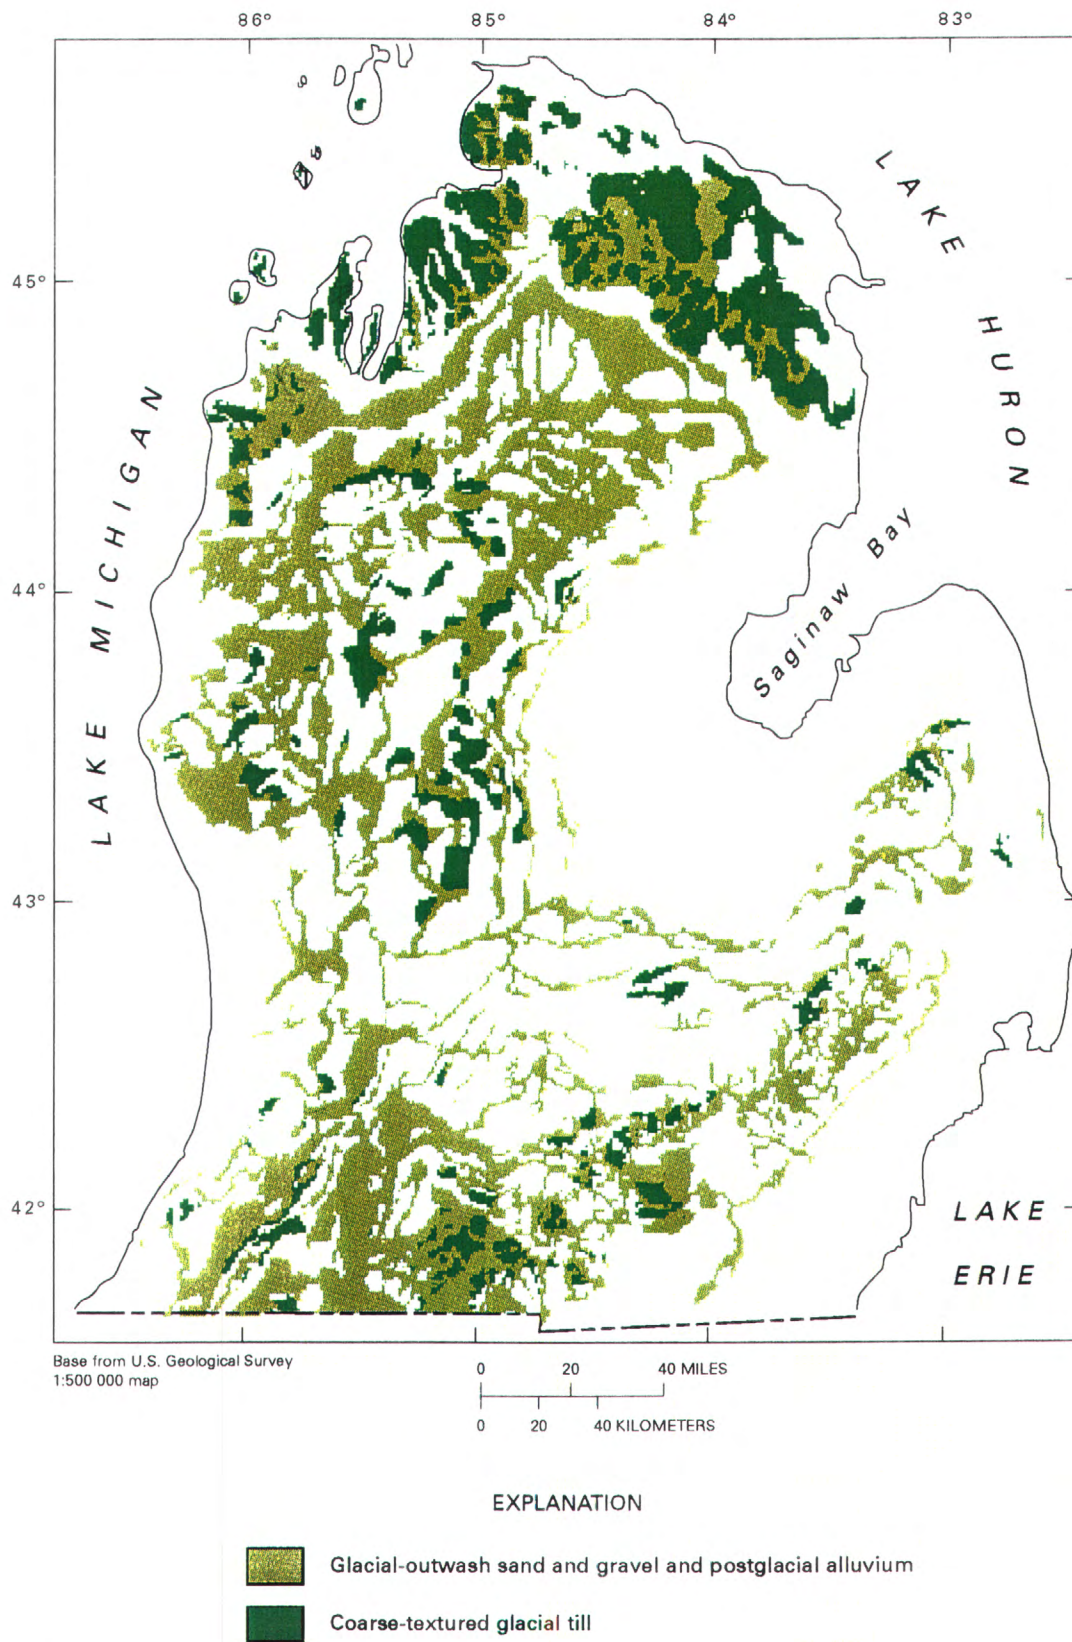 86° 85° 84° 83°
LAKE HURON
45°
LAKE MICHIGAN
Saginaw Bay
44°
43°
42°
LAKE
ERIE
Base from U.S. Geological Survey
1:500 000 map
0 20 40 MILES
0 20 40 KILOMETERS
EXPLANATION
Glacial-outwash sand and gravel and postglacial alluvium
Coarse-textured glacial till